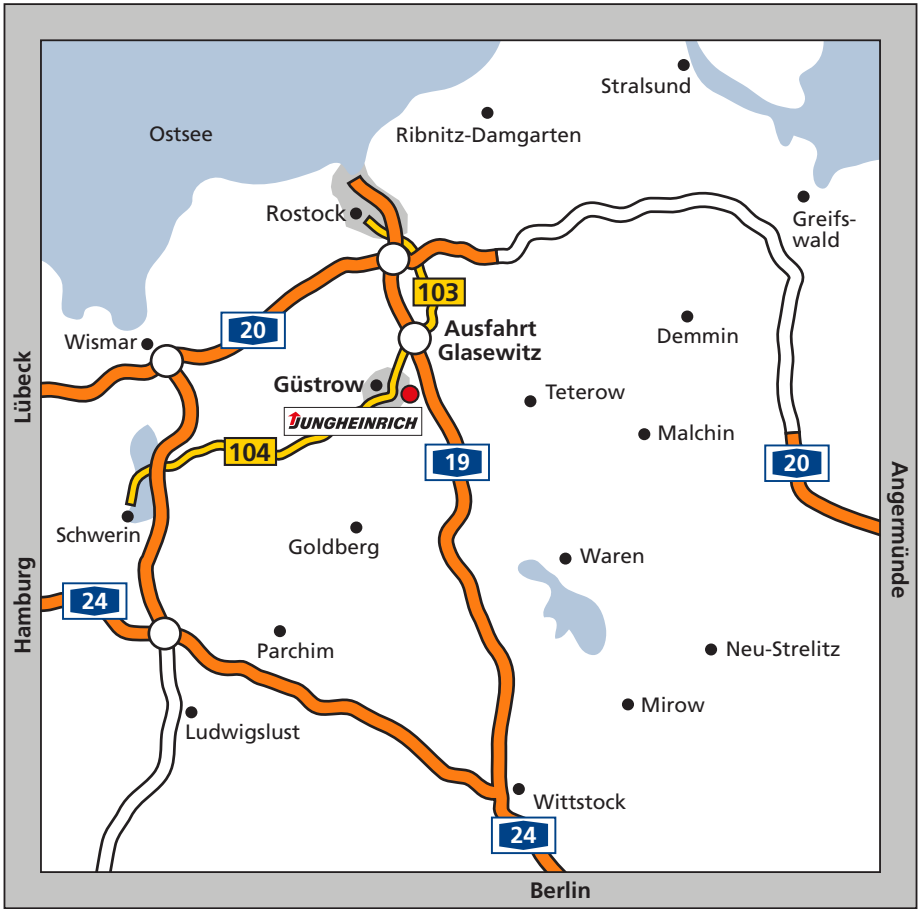 Stralsund
Ribnitz-Damgarten
Ostsee
Rostock
Greifs-
wald
103
20
Ausfahrt
Glasewitz
Wismar
Demmin
Lübeck
Güstrow
Teterow
JUNGHEINRICH
Malchin
104
19
20
Angermünde
Schwerin
Goldberg
Waren
Hamburg
24
Parchim
Neu-Strelitz
Mirow
Ludwigslust
Wittstock
24
Berlin